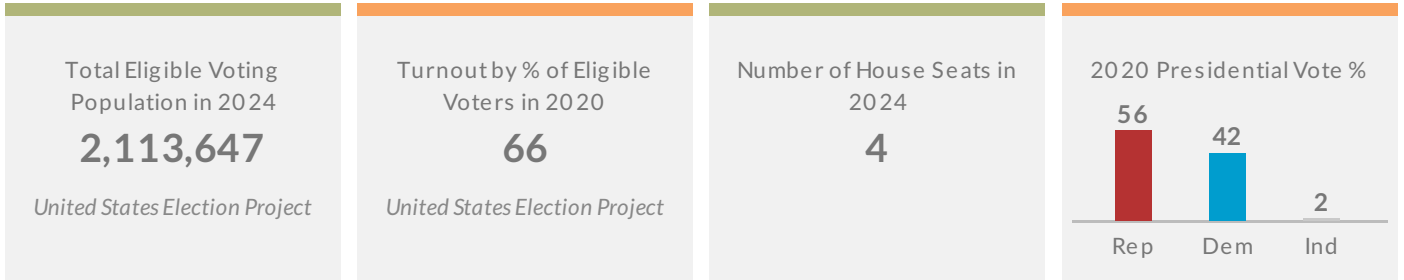 Total Eligible Voting
Population in 2024
2,113,647
United States Election Project
Turnout by % of Eligible
Voters in 2020
66
United States Election Project
Number of House Seats in
2024
4
2020 Presidential Vote %
56
42
2
Rep Dem Ind